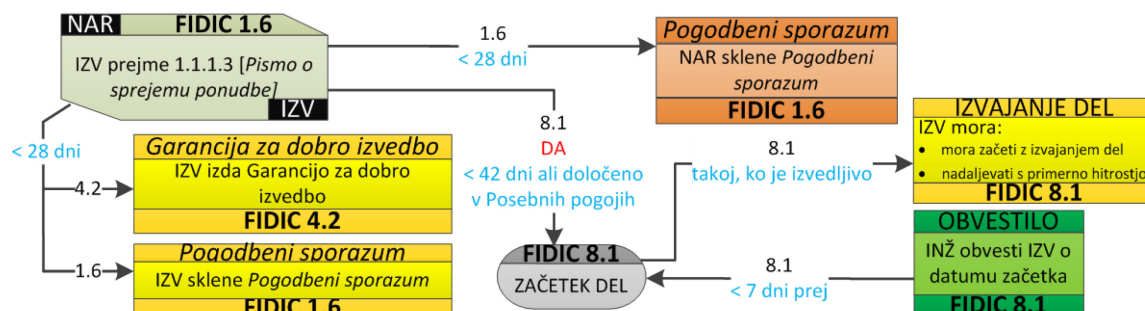 NAR FIDIC 1.6
IZV prejme 1.1.1.3 [Pismo o
sprejemu ponudbe]
IZV
1.6
< 28 dni
Pogodbeni sporazum
NAR sklene Pogodbeni
sporazum
FIDIC 1.6
< 28 dni
4.2
Garancija za dobro izvedbo
IZV izda Garancijo za dobro
izvedbo
FIDIC 4.2
1.6
Pogodbeni sporazum
IZV sklene Pogodbeni sporazum
FIDIC 1.6
8.1
DA
< 42 dni ali določeno
v Posebnih pogojih
FIDIC 8.1
ZAČETEK DEL
8.1
takoj, ko je izvedljivo
IZVAJANJE DEL
IZV mora:
• mora začeti z izvajanjem del
• nadaljevati s primerno hitrostjo
FIDIC 8.1
8.1
< 7 dni prej
OBVESTILO
INŽ obvesti IZV o
datumu začetka
FIDIC 8.1